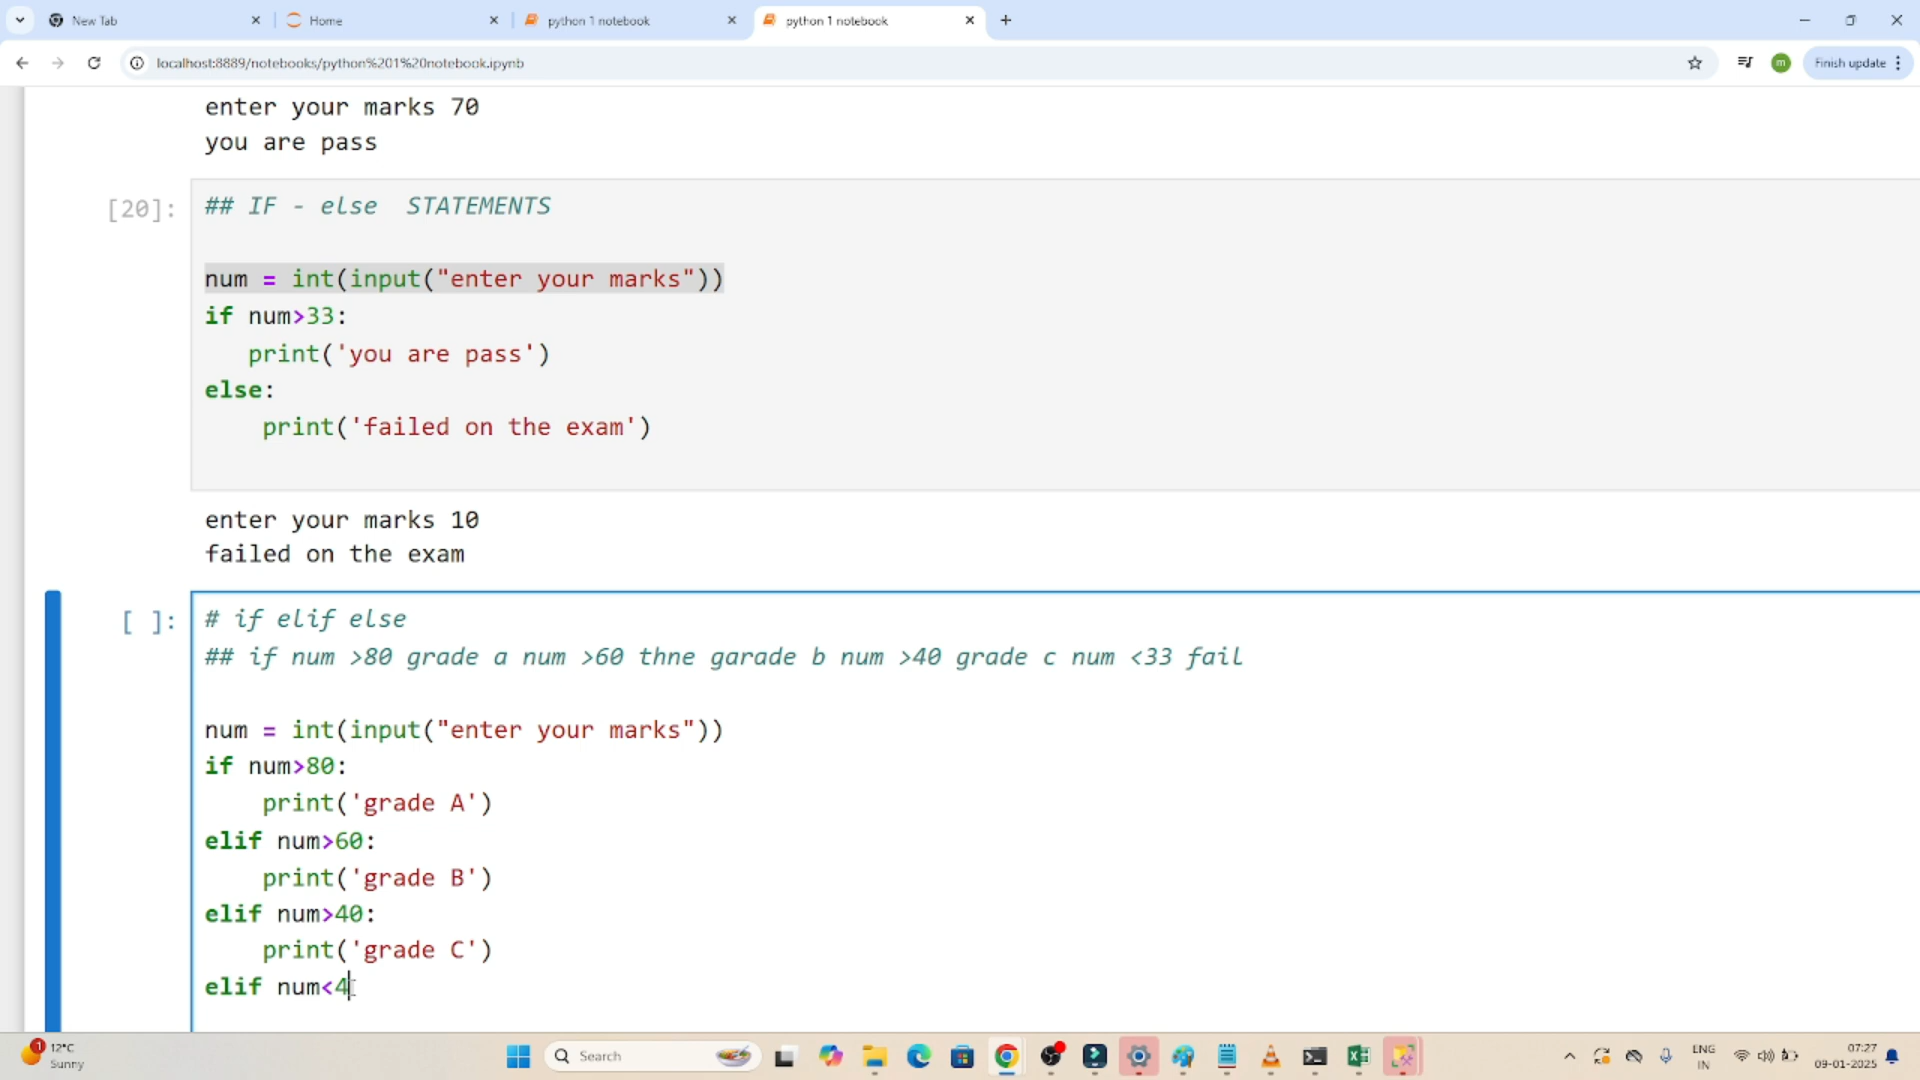 New Tab
Home
python 1 notebook
python 1 notebook
localhost:8889/notebooks/python%201%20notebook.ipynb
m
Finish update
enter your marks 70
you are pass
[20]:
## IF - else  STATEMENTS
num = int(input("enter your marks"))
if num>33:
print('you are pass')
else:
print('failed on the exam')
enter your marks 10
failed on the exam
[ ]:
# if elif else
## if num >80 grade a num >60 thne garade b num >40 grade c num <33 fail
num = int(input("enter your marks"))
if num>80:
print('grade A')
elif num>60:
print('grade B')
elif num>40:
print('grade C')
elif num<4
1
12°C
Sunny
Search
ENG
IN
07:27
09-01-2025